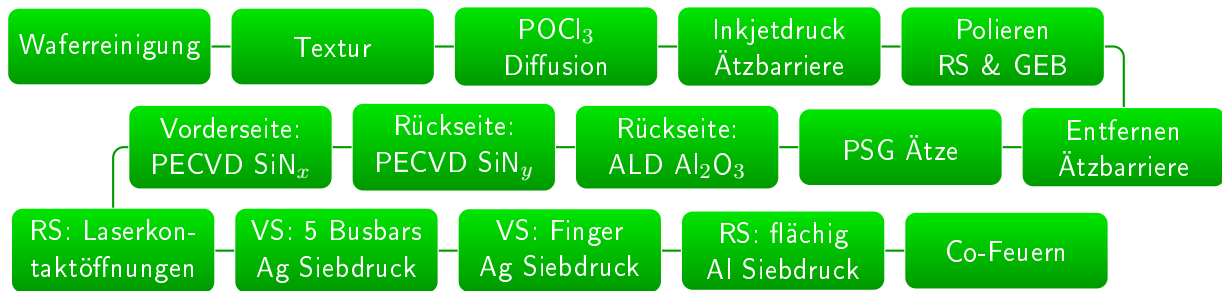 Waferreinigung
Textur
POCl₃
Diffusion
Inkjetdruck
Ätzbarriere
Polieren
RS & GEB
Entfernen
Ätzbarriere
PSG Ätze
Rückseite:
ALD Al₂O₃
Rückseite:
PECVD SiNy
Vorderseite:
PECVD SiNₓ
RS: Laserkon-
taktöffnungen
VS: 5 Busbars
Ag Siebdruck
VS: Finger
Ag Siebdruck
RS: flächig
Al Siebdruck
Co-Feuern